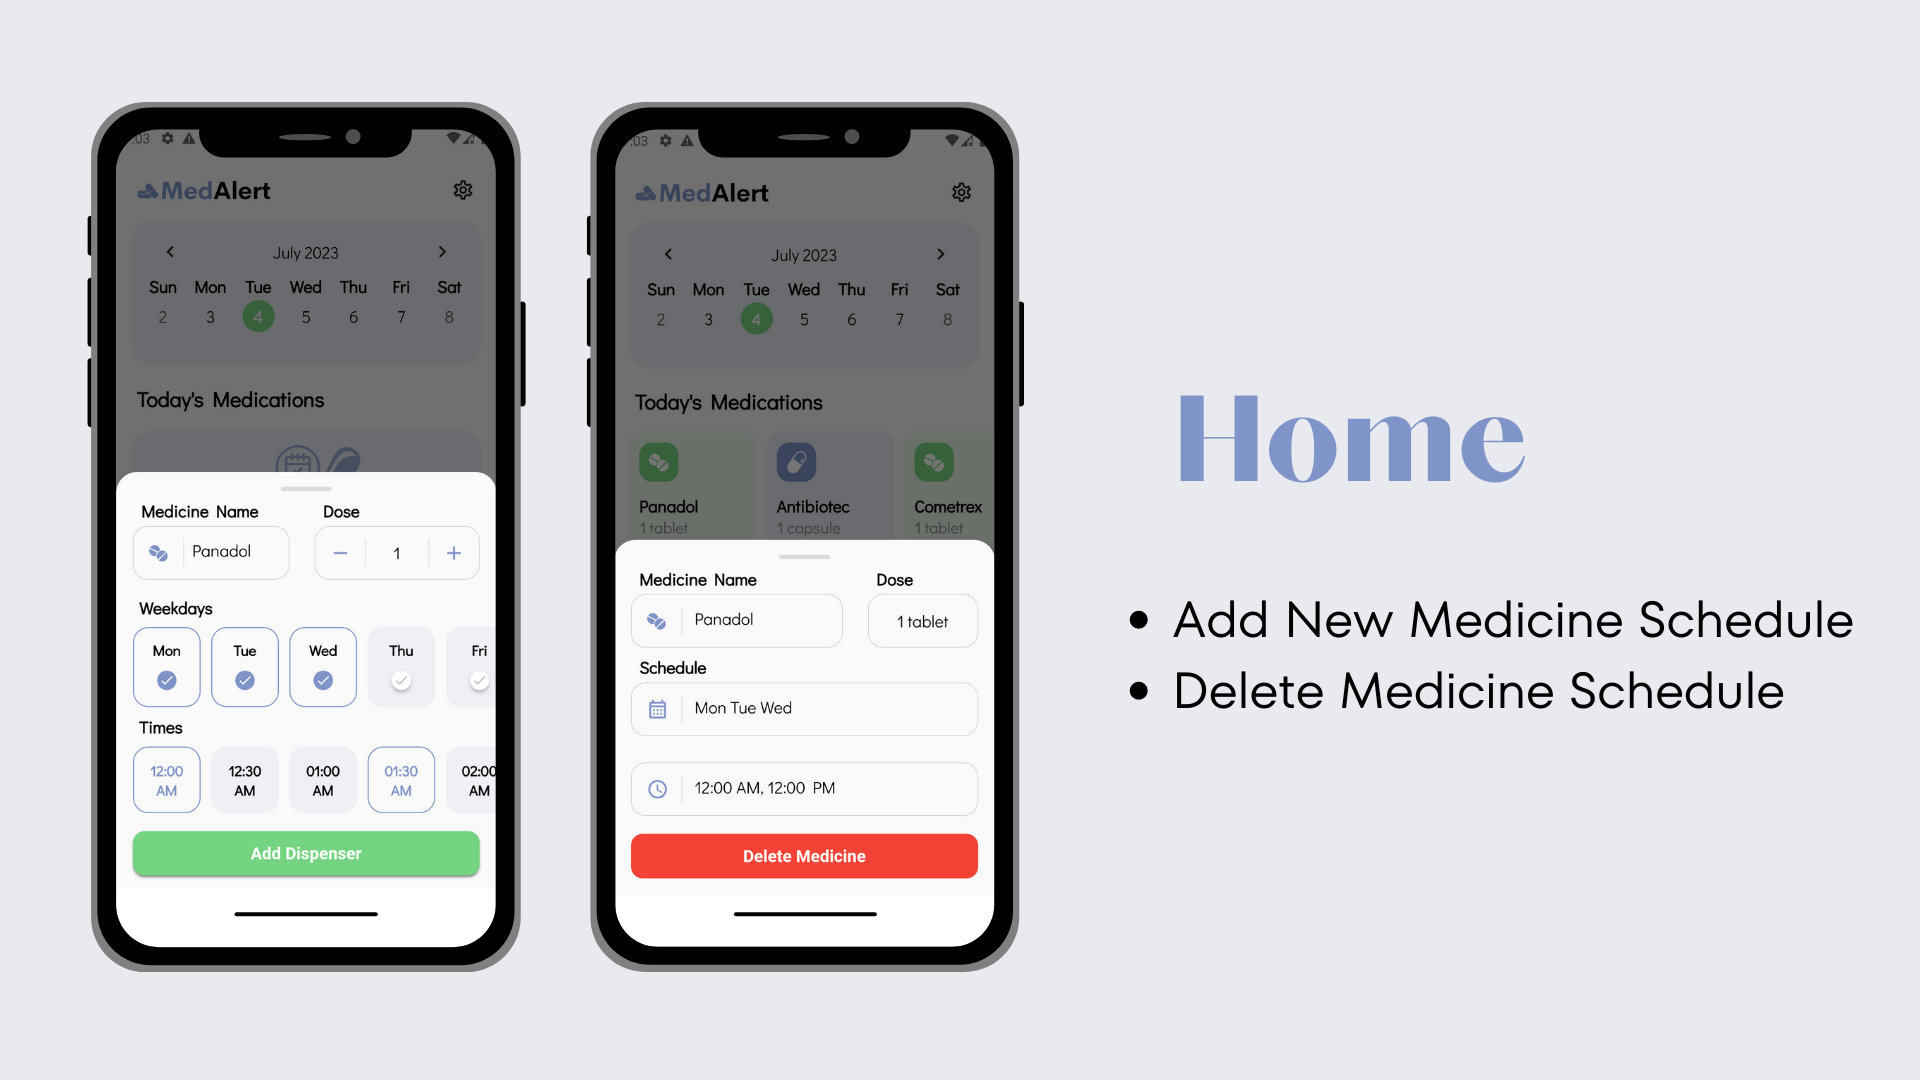 :03
MedAlert
July 2023
Sun Mon Tue Wed Thu Fri Sat
2 3 4 5 6 7 8
Today's Medications
Medicine Name Dose
Panadol 1
Weekdays
Mon Tue Wed Thu Fri
Times
12:00 AM 12:30 AM 01:00 AM 01:30 AM 02:00 AM
Add Dispenser
:03
MedAlert
July 2023
Sun Mon Tue Wed Thu Fri Sat
2 3 4 5 6 7 8
Today's Medications
Panadol Antibiotec Cometrex
1 tablet 1 capsule 1 tablet
Medicine Name Dose
Panadol 1 tablet
Schedule
Mon Tue Wed
12:00 AM, 12:00 PM
Delete Medicine
Home
• Add New Medicine Schedule
• Delete Medicine Schedule